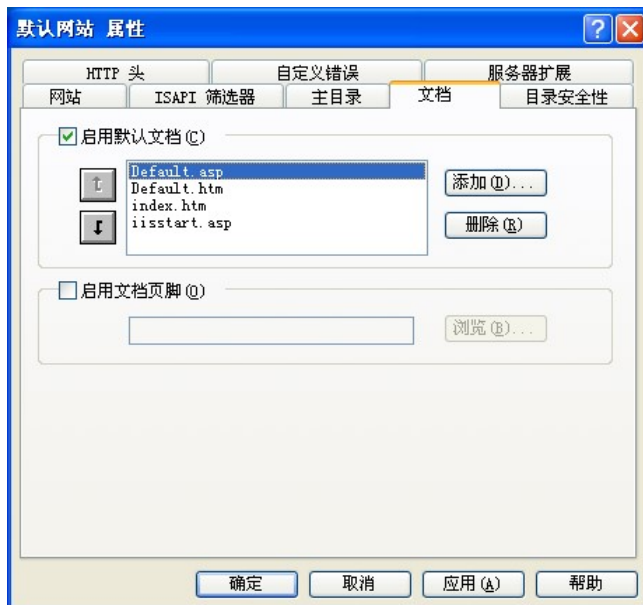 默认网站 属性
HTTP 头 自定义错误 服务器扩展
网站 ISAPI 筛选器 主目录 文档 目录安全性
启用默认文档(C)
Default.asp
Default.htm
index.htm
iisstart.asp
添加(D)...
删除(R)
启用文档页脚(O)
浏览(B)...
确定 取消 应用(A) 帮助